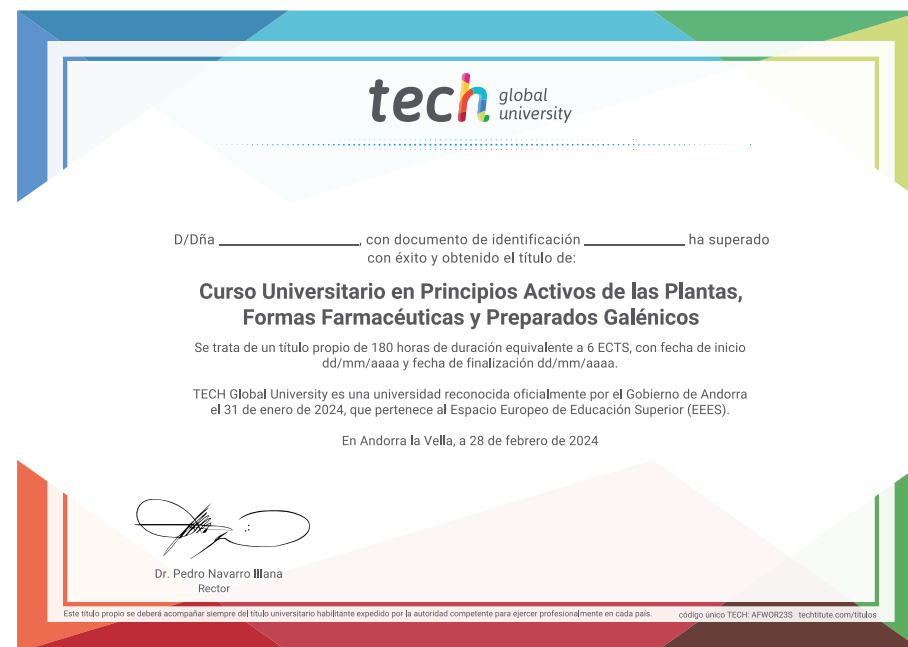 tech global university
D/Dña ____________________, con documento de identificación ______________ ha superado
con éxito y obtenido el título de:
Curso Universitario en Principios Activos de las Plantas,
Formas Farmacéuticas y Preparados Galénicos
Se trata de un título propio de 180 horas de duración equivalente a 6 ECTS, con fecha de inicio
dd/mm/aaaa y fecha de finalización dd/mm/aaaa.
TECH Global University es una universidad reconocida oficialmente por el Gobierno de Andorra
el 31 de enero de 2024, que pertenece al Espacio Europeo de Educación Superior (EEES).
En Andorra la Vella, a 28 de febrero de 2024
Dr. Pedro Navarro Illana
Rector
Este título propio se deberá acompañar siempre del título universitario habilitante expedido por la autoridad competente para ejercer profesionalmente en cada país. código único TECH: AFWOR23S techtitute.com/titulos